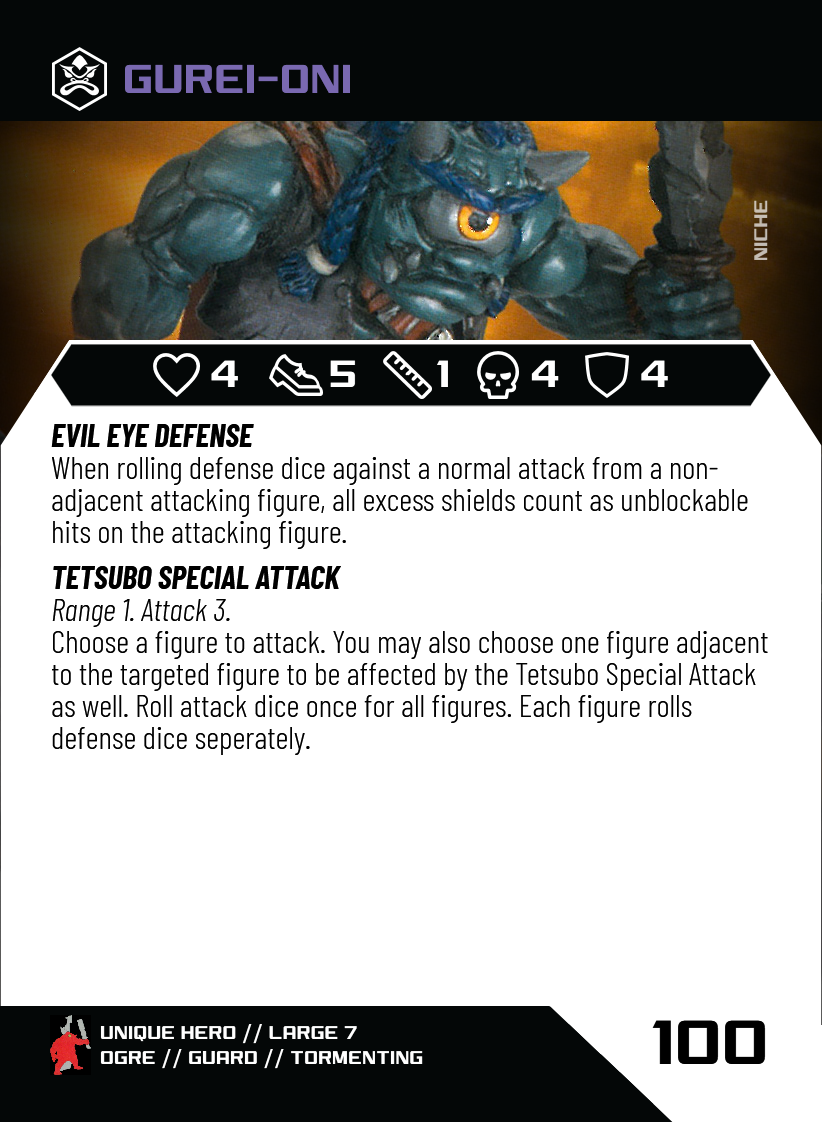 GUREI-ONI
NICHE
4 5 1 4 4
EVIL EYE DEFENSE
When rolling defense dice against a normal attack from a non-
adjacent attacking figure, all excess shields count as unblockable
hits on the attacking figure.
TETSUBO SPECIAL ATTACK
Range 1. Attack 3.
Choose a figure to attack. You may also choose one figure adjacent
to the targeted figure to be affected by the Tetsubo Special Attack
as well. Roll attack dice once for all figures. Each figure rolls
defense dice seperately.
UNIQUE HERO // LARGE 7
OGRE // GUARD // TORMENTING
100